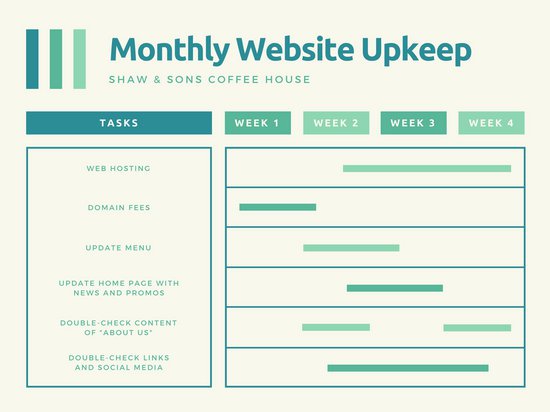 Monthly Website Upkeep
SHAW & SONS COFFEE HOUSE
TASKS
WEEK 1
WEEK 2
WEEK 3
WEEK 4
WEB HOSTING
DOMAIN FEES
UPDATE MENU
UPDATE HOME PAGE WITH
NEWS AND PROMOS
DOUBLE-CHECK CONTENT
OF "ABOUT US"
DOUBLE-CHECK LINKS
AND SOCIAL MEDIA